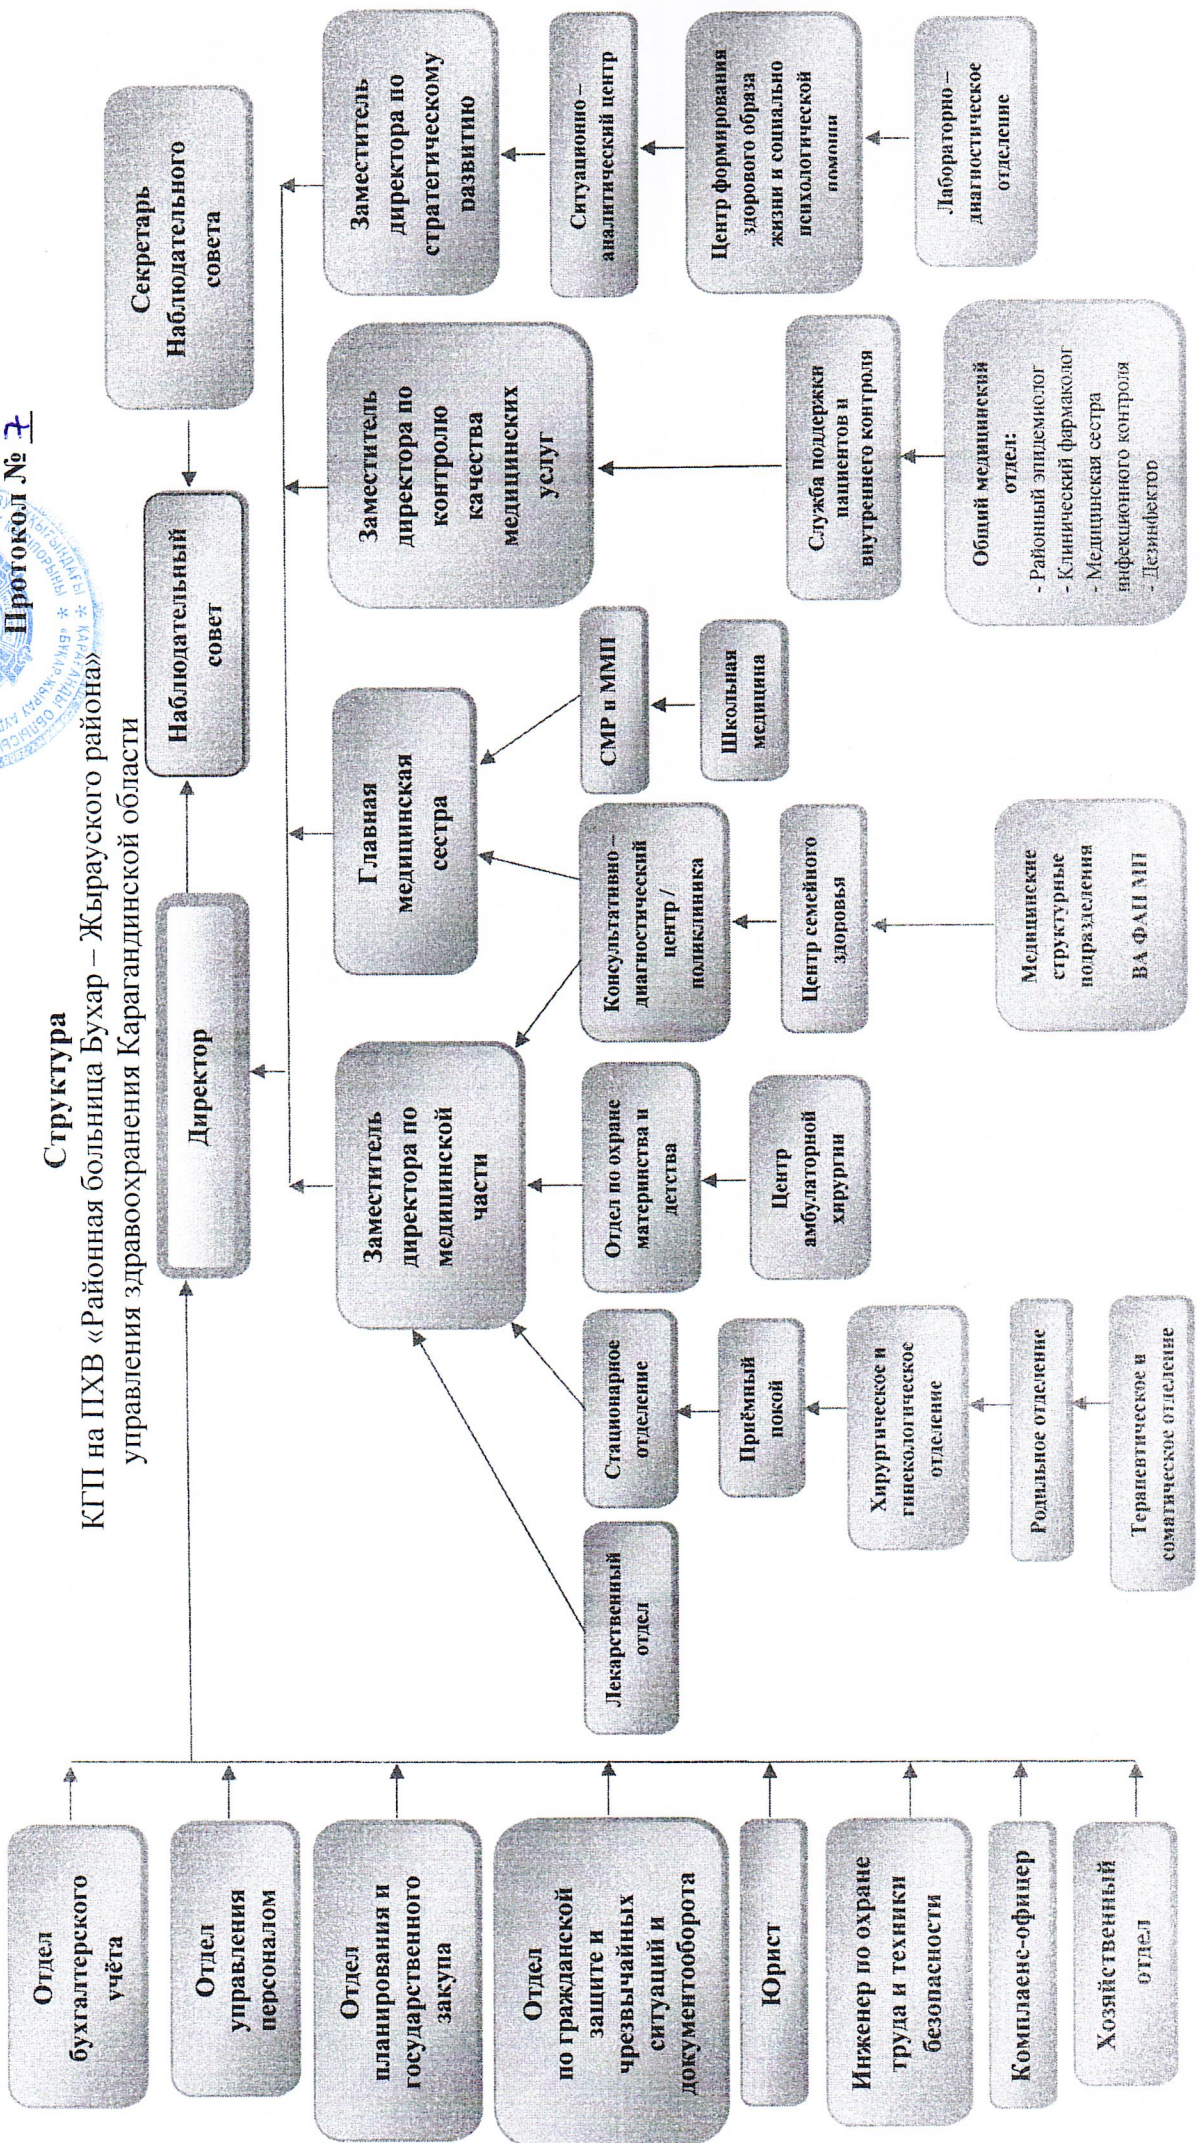 Протокол № 7
Структура
КГП на ПХВ «Районная больница Бухар – Жырауского района»
управления здравоохранения Карагандинской области
Директор
Наблюдательный
совет
Секретарь
Наблюдательного
совета
Отдел
бухгалтерского
учёта
Отдел
управления
персоналом
Отдел
планирования и
государственного
закупа
Отдел
по гражданской
защите и
чрезвычайных
ситуаций и
документооборота
Юрист
Инженер по охране
труда и техники
безопасности
Комплаенс-офицер
Хозяйственный
отдел
Заместитель
директора по
медицинской
части
Главная
медицинская
сестра
Заместитель
директора по
контролю
качества
медицинских
услуг
Заместитель
директора по
стратегическому
развитию
Лекарственный
отдел
Стационарное
отделение
Приёмный
покой
Хирургическое и
гинекологическое
отделение
Родильное отделение
Терапевтическое и
соматическое отделение
Отдел по охране
материнства и
детства
Центр
амбулаторной
хирургии
Консультативно –
диагностический
центр /
поликлиника
Центр семейного
здоровья
Медицинские
структурные
подразделения
ВА ФАП МП
СМР и ММП
Школьная
медицина
Служба поддержки
пациентов и
внутреннего контроля
Общий медицинский
отдел:
- Районный эпидемиолог
- Клинический фармаколог
- Медицинская сестра
инфекционного контроля
- Дезинфектор
Ситуационно –
аналитический центр
Центр формирования
здорового образа
жизни и социально
психологической
помощи
Лабораторно –
диагностическое
отделение